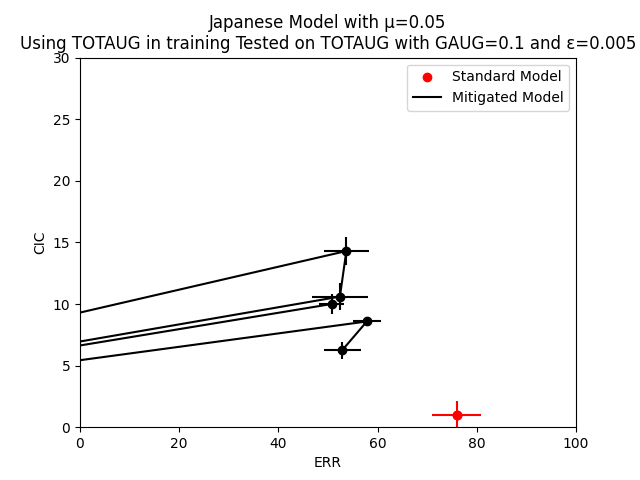 Japanese Model with μ=0.05
Using TOTAUG in training Tested on TOTAUG with GAUG=0.1 and ε=0.005
Standard Model
Mitigated Model
CIC
30
25
20
15
10
5
0
0 20 40 60 80 100
ERR